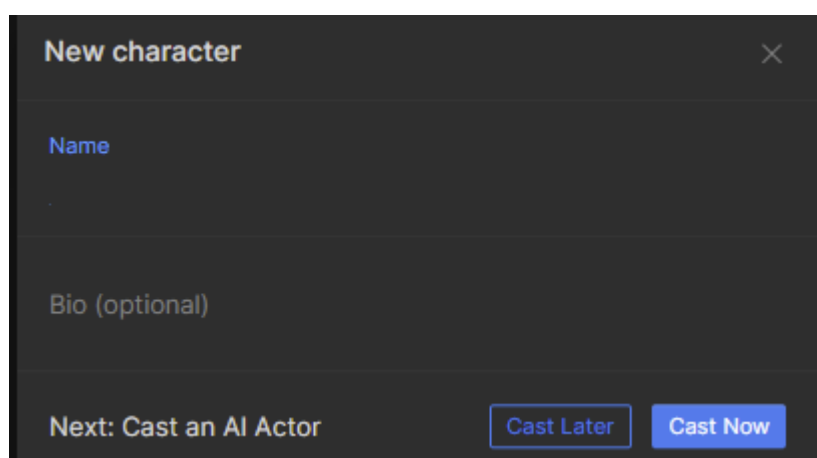 New character
Name
Bio (optional)
Next: Cast an AI Actor
Cast Later
Cast Now